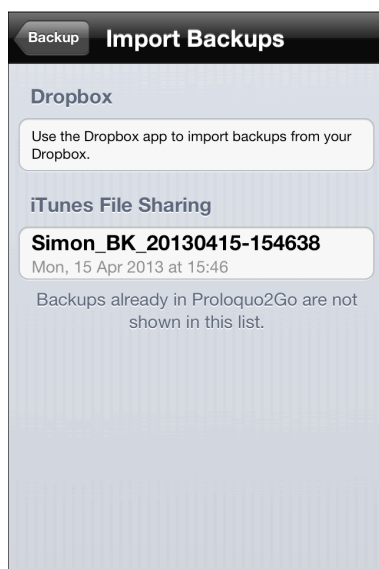 Backup
Import Backups
Dropbox
Use the Dropbox app to import backups from your
Dropbox.
iTunes File Sharing
Simon_BK_20130415-154638
Mon, 15 Apr 2013 at 15:46
Backups already in Proloquo2Go are not
shown in this list.